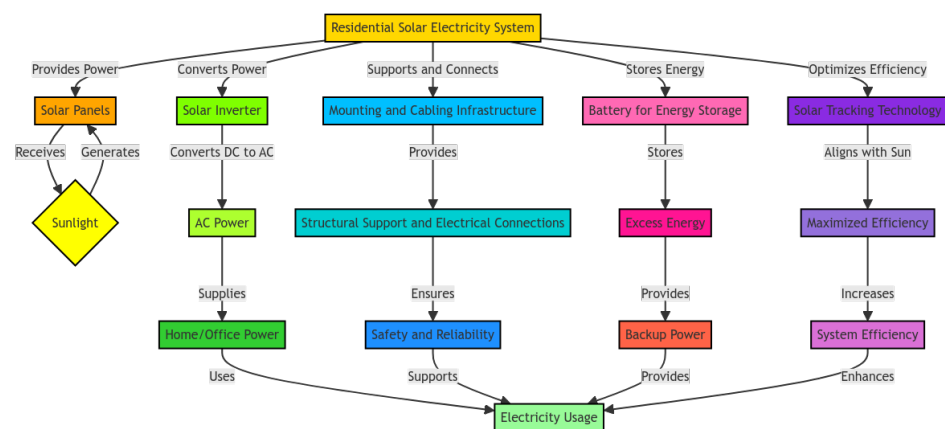 Residential Solar Electricity System
Provides Power
Converts Power
Supports and Connects
Stores Energy
Optimizes Efficiency
Solar Panels
Solar Inverter
Mounting and Cabling Infrastructure
Battery for Energy Storage
Solar Tracking Technology
Receives
Generates
Converts DC to AC
Provides
Stores
Aligns with Sun
Sunlight
AC Power
Structural Support and Electrical Connections
Excess Energy
Maximized Efficiency
Supplies
Ensures
Provides
Increases
Home/Office Power
Safety and Reliability
Backup Power
System Efficiency
Uses
Supports
Provides
Enhances
Electricity Usage